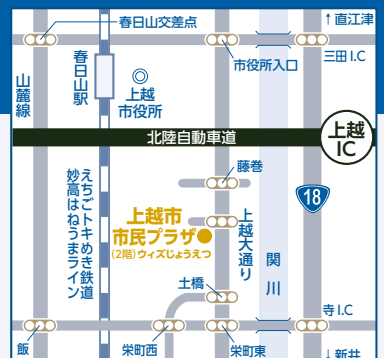 ↑直江津
春日山交差点
市役所入口
三田I.C
山麓線
春日山駅
◎
上越
市役所
北陸自動車道
上越
IC
藤巻
18
えちごトキめき鉄道
妙高はねうまライン
上越市
市民プラザ
(2階)ウィズじょうえつ
上越大通り
関川
土橋
寺I.C
飯
栄町西
栄町東
↓新井